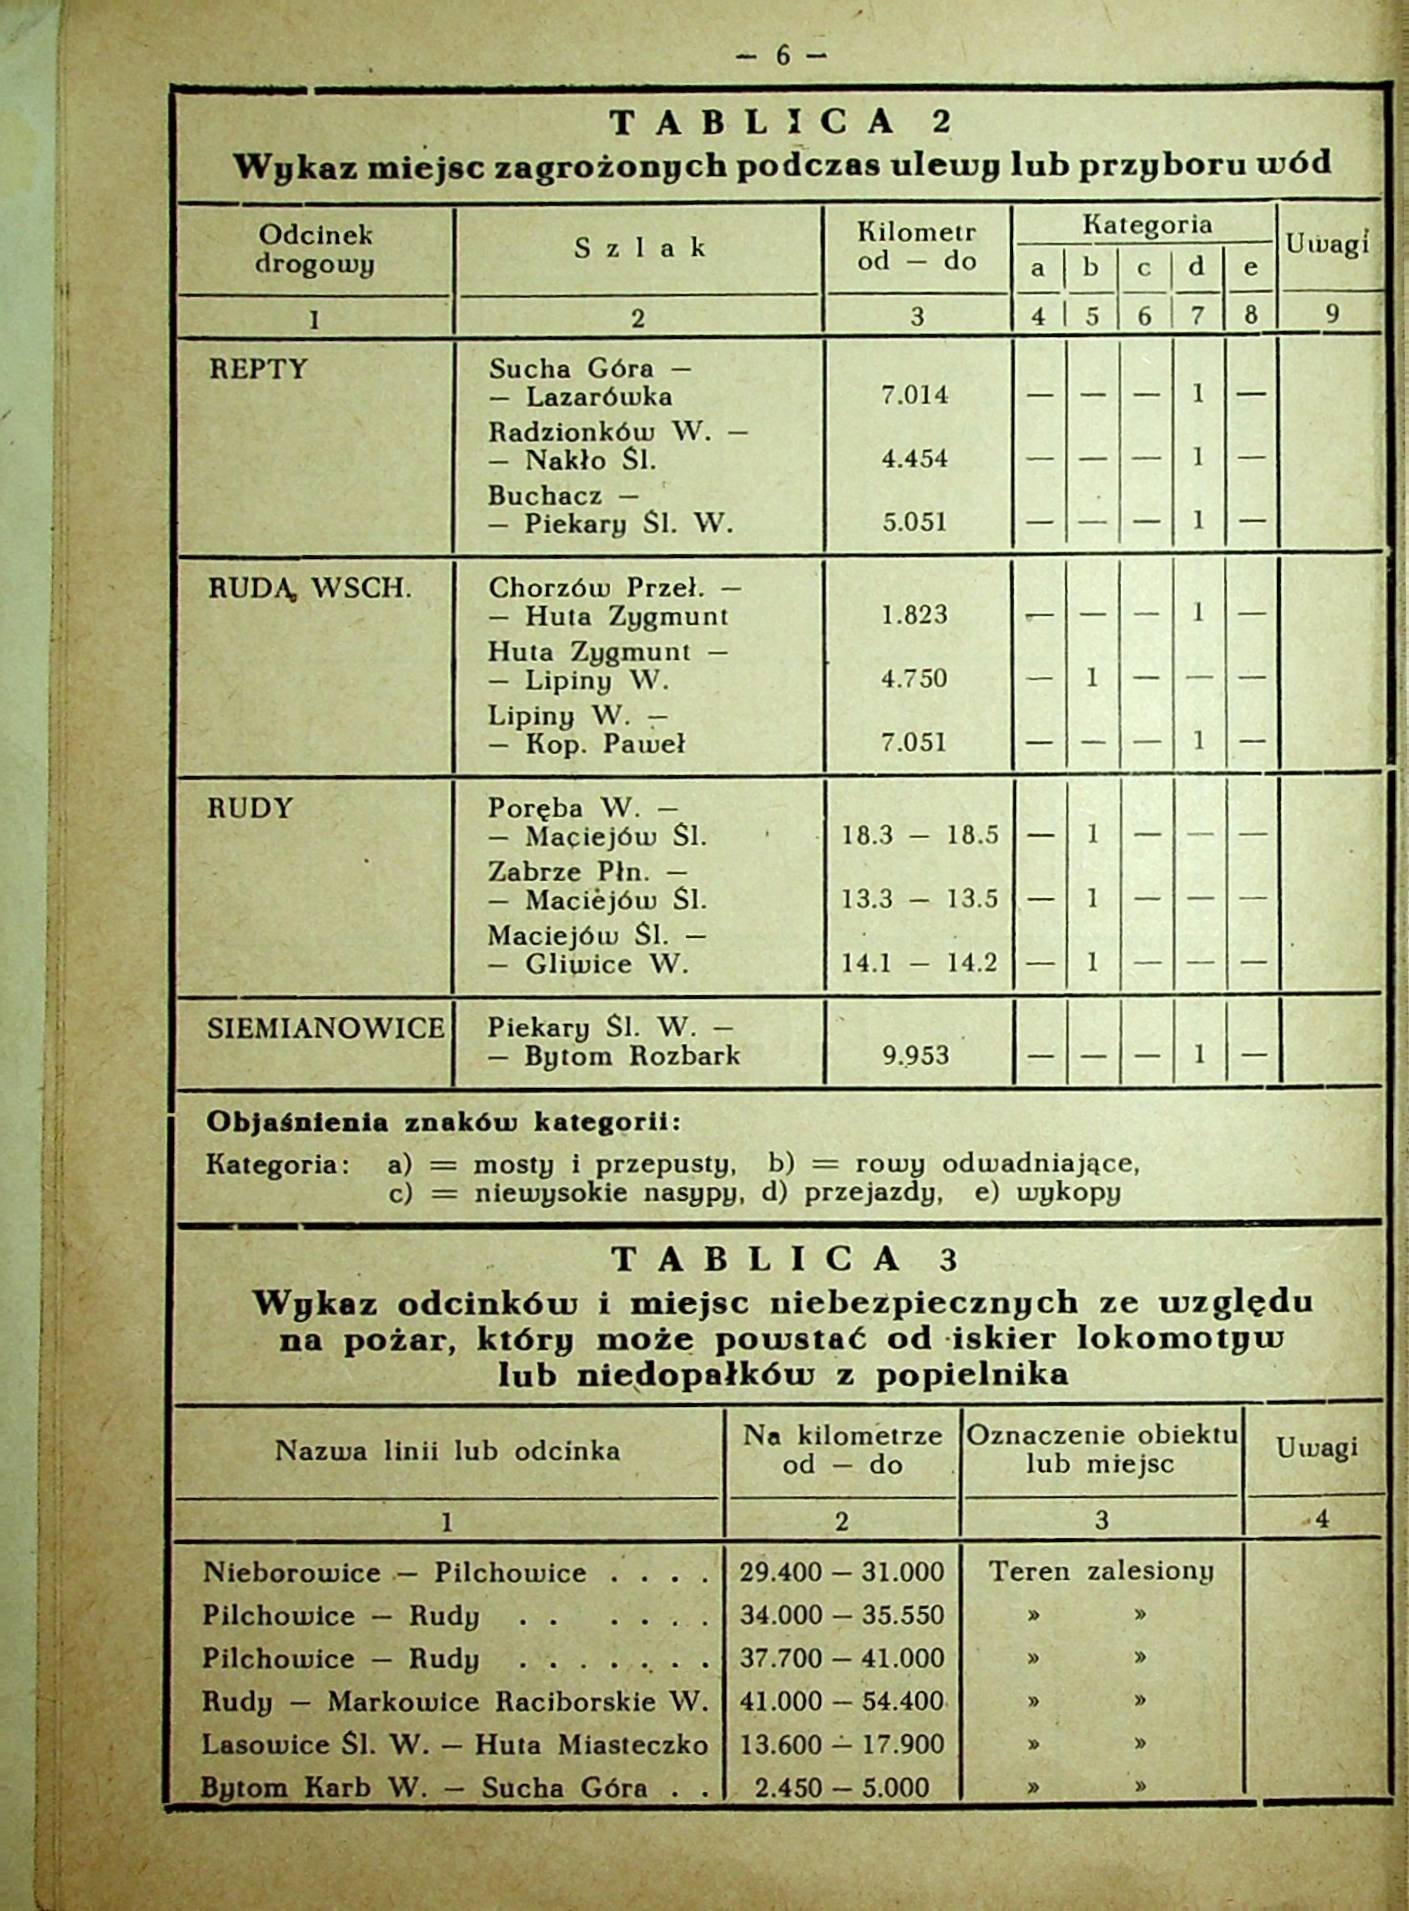 — 6 —
TABLICA 2
Wykaz miejsc zagrożonych podczas ulewy lub przyboru wód
Odcinek drogowy | Szlak | Kilometr od — do | Kategoria | Uwagi
a | b | c | d | e
1 | 2 | 3 | 4 | 5 | 6 | 7 | 8 | 9
REPTY | Sucha Góra —
— Lazarówka | 7.014 | — | — | — | 1 | —
Radzionków W. —
— Nakło Śl. | 4.454 | — | — | — | 1 | —
Buchacz —
— Piekary Śl. W. | 5.051 | — | — | — | 1 | —
RUDA WSCH. | Chorzów Przeł. —
— Huta Zygmunt | 1.823 | — | — | — | 1 | —
Huta Zygmunt —
— Lipiny W. | 4.750 | — | 1 | — | — | —
Lipiny W. —
— Kop. Paweł | 7.051 | — | — | — | 1 | —
RUDY | Poręba W. —
— Maciejów Śl. | 18.3 — 18.5 | — | 1 | — | — | —
Zabrze Płn. —
— Maciejów Śl. | 13.3 — 13.5 | — | 1 | — | — | —
Maciejów Śl. —
— Gliwice W. | 14.1 — 14.2 | — | 1 | — | — | —
SIEMIANOWICE | Piekary Śl. W. —
— Bytom Rozbark | 9.953 | — | — | — | 1 | —
Objaśnienia znaków kategorii:
Kategoria: a) = mosty i przepusty, b) = rowy odwadniające,
c) = niewysokie nasypy, d) przejazdy, e) wykopy
TABLICA 3
Wykaz odcinków i miejsc niebezpiecznych ze względu
na pożar, który może powstać od iskier lokomotyw
lub niedopałków z popielnika
Nazwa linii lub odcinka | Na kilometrze od — do | Oznaczenie obiektu lub miejsc | Uwagi
1 | 2 | 3 | 4
Nieborowice — Pilchowice . . . . | 29.400 — 31.000 | Teren zalesiony
Pilchowice — Rudy . . . . . . | 34.000 — 35.550 | » »
Pilchowice — Rudy . . . . . . . | 37.700 — 41.000 | » »
Rudy — Markowice Raciborskie W. | 41.000 — 54.400 | » »
Lasowice Śl. W. — Huta Miasteczko | 13.600 — 17.900 | » »
Bytom Karb W. — Sucha Góra . . | 2.450 — 5.000 | » »